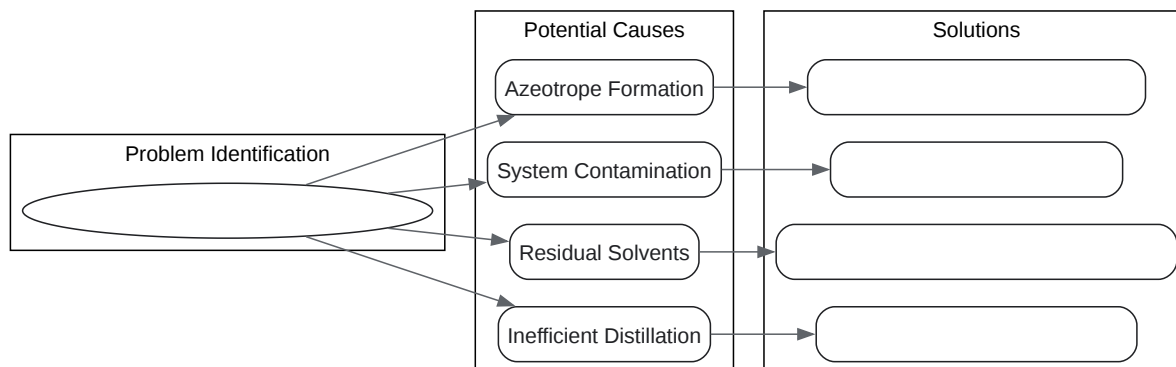 Potential Causes
Solutions
Azeotrope Formation
Problem Identification
System Contamination
Residual Solvents
Inefficient Distillation